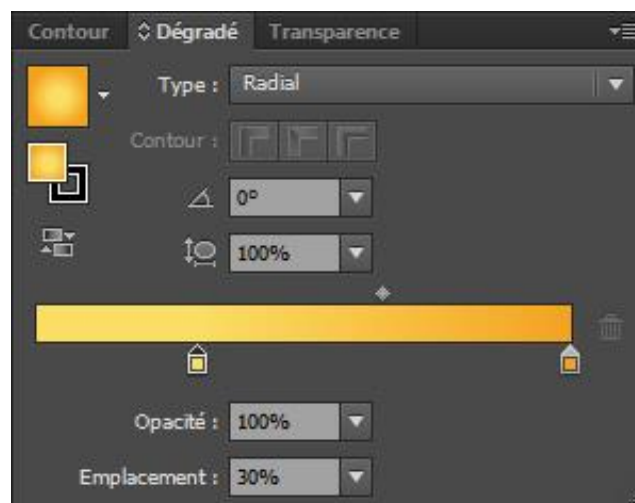 Contour Dégradé Transparence
Type : Radial
Contour :
0°
100%
Opacité : 100%
Emplacement : 30%